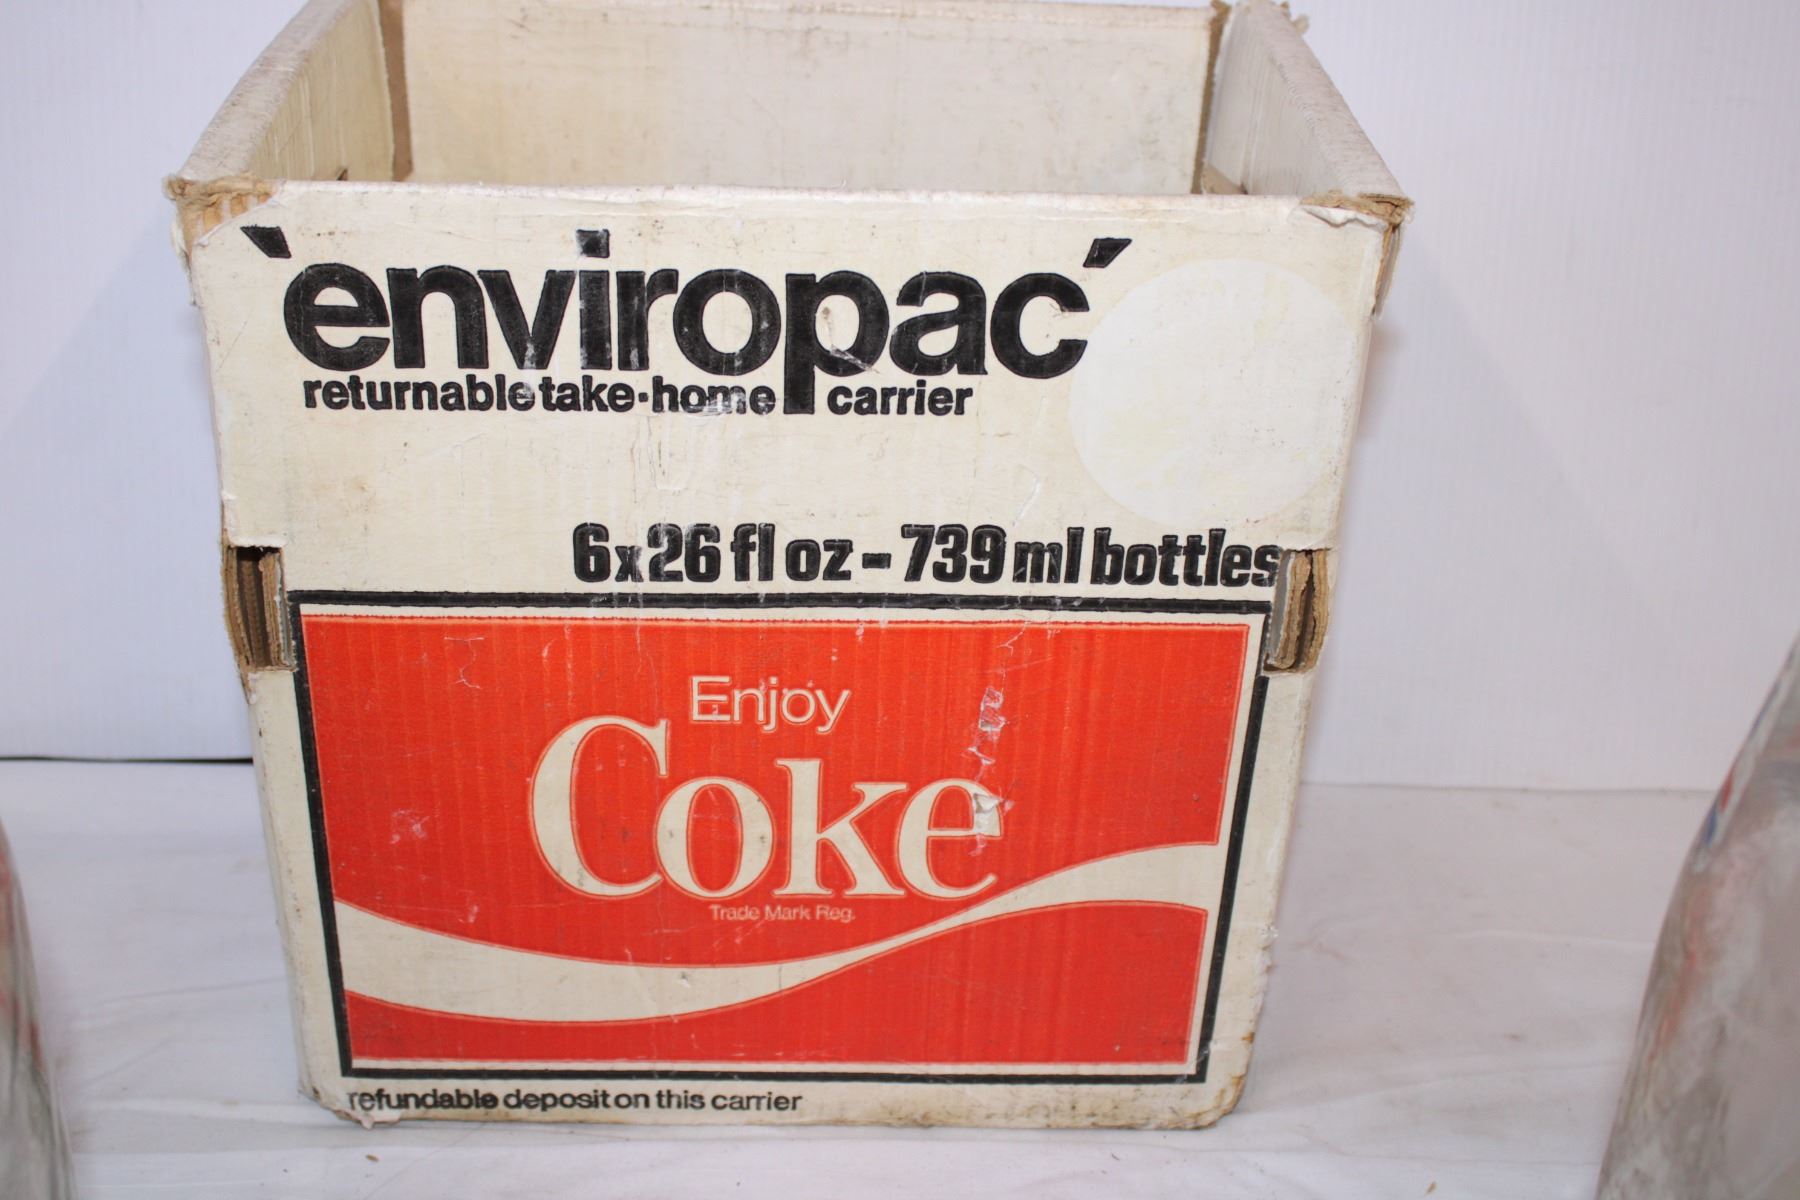 'enviropac'
returnable take-home carrier
6x26 fl oz - 739 ml bottles
Enjoy
Coke
Trade Mark Reg.
refundable deposit on this carrier